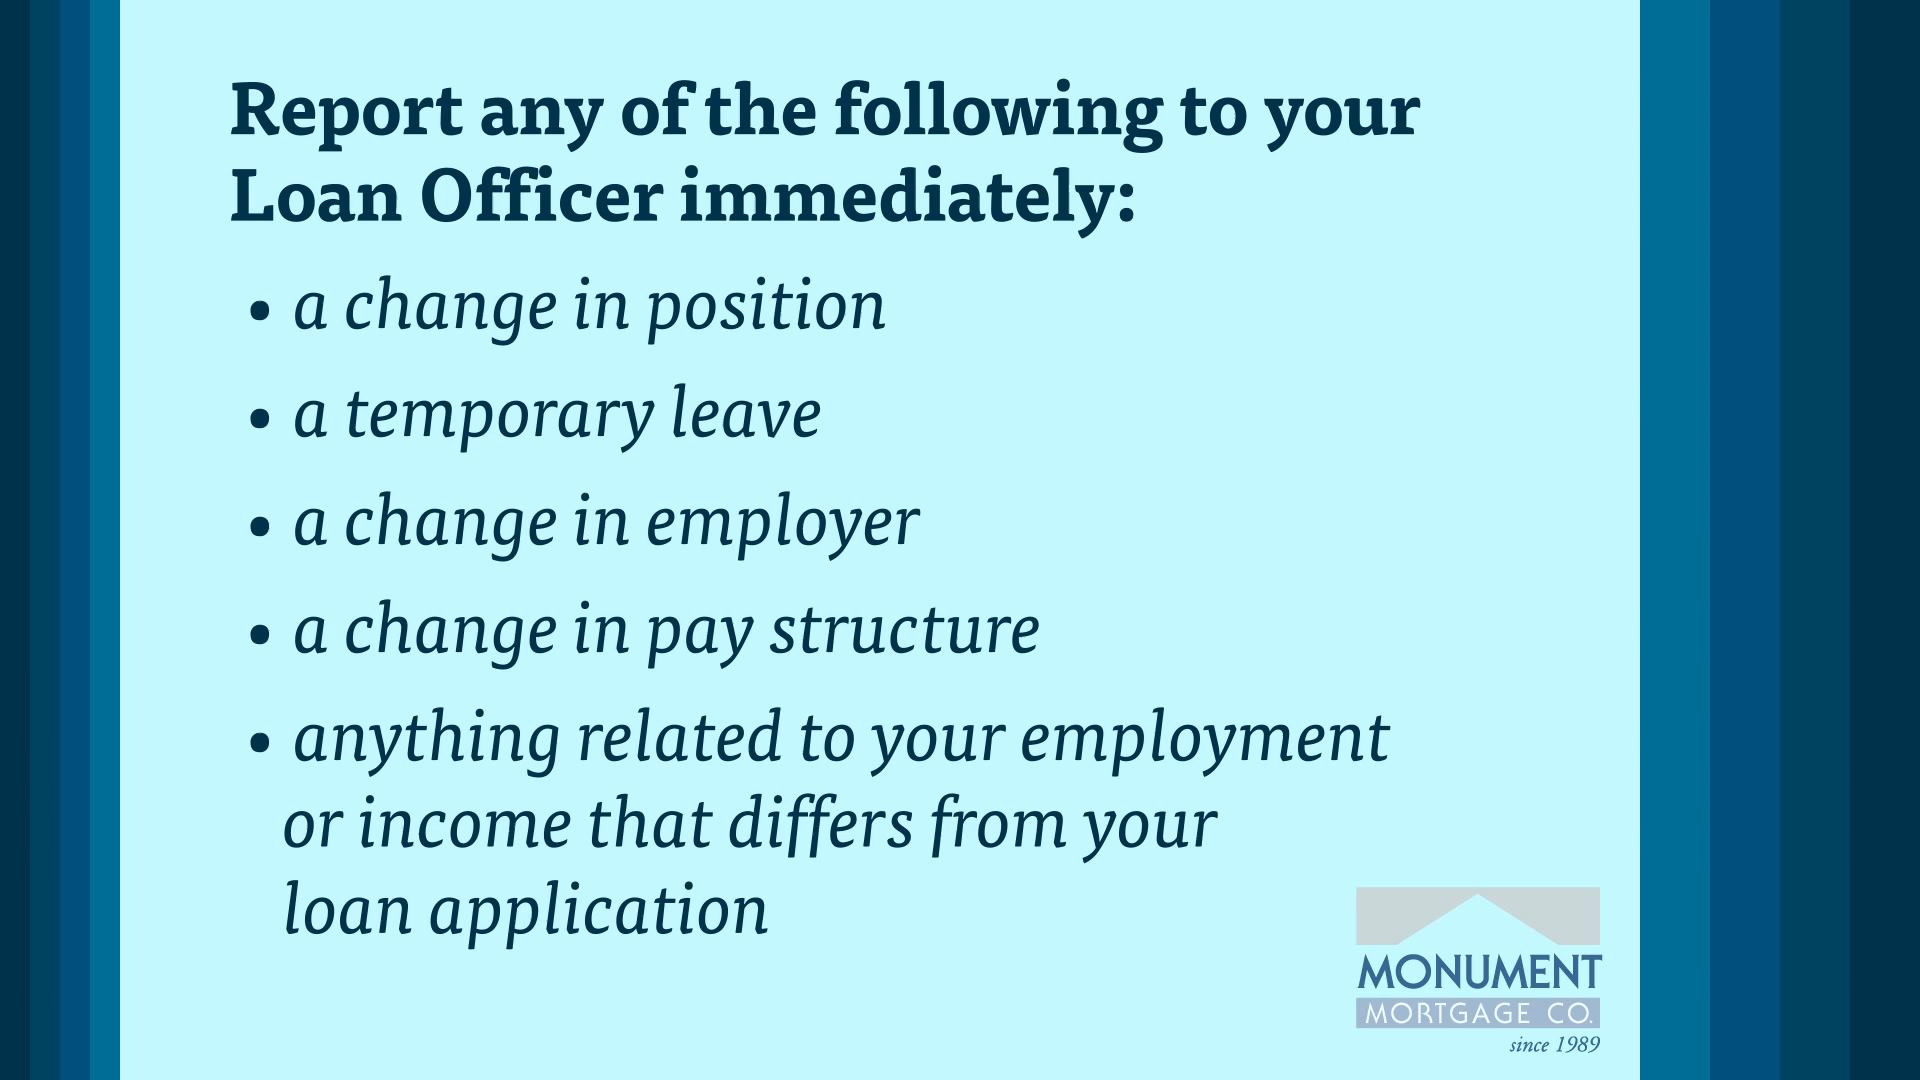 Report any of the following to your
Loan Officer immediately:
• a change in position
• a temporary leave
• a change in employer
• a change in pay structure
• anything related to your employment
or income that differs from your
loan application
MONUMENT
MORTGAGE CO.
since 1989